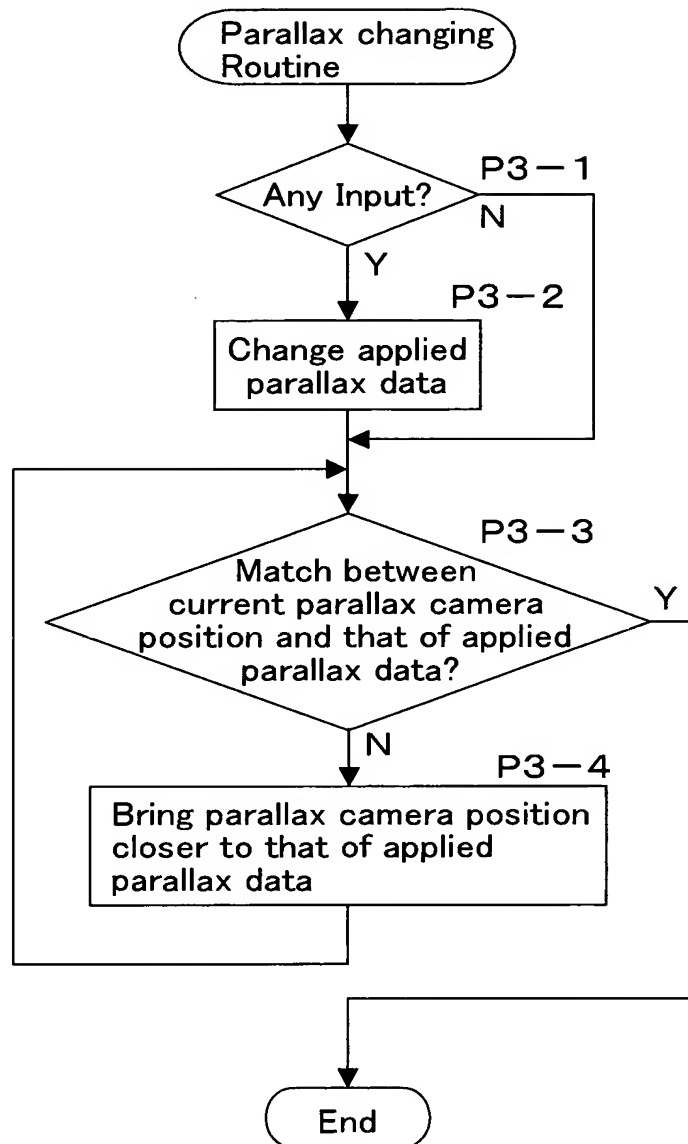 Parallax changing
Routine
P3-1
Any Input?
N
Y
P3-2
Change applied
parallax data
P3-3
Match between
current parallax camera
position and that of applied
parallax data?
Y
N
P3-4
Bring parallax camera position
closer to that of applied
parallax data
End